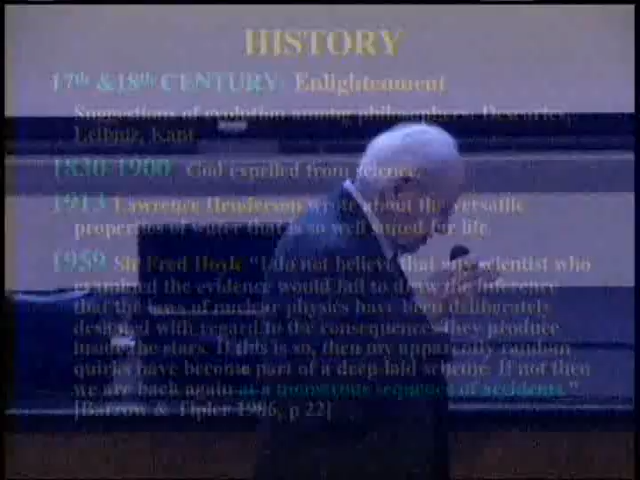 HISTORY
17th &18th CENTURY: Enlightenment
Suggestions of evolution among philosophers: Descartes,
Leibniz, Kant.
1830-1900 God expelled from science.
1913 Lawrence Henderson wrote about the versatile
properties of water that is so well suited for life.
1959 Sir Fred Hoyle "I do not believe that any scientist who
examined the evidence would fail to draw the inference
that the laws of nuclear physics have been deliberately
designed with regard to the consequences they produce
inside the stars. If this is so, then my apparently random
quirks have become part of a deep-laid scheme. If not then
we are back again at a monstrous sequence of accidents."
[Barrow & Tipler 1986, p 22]